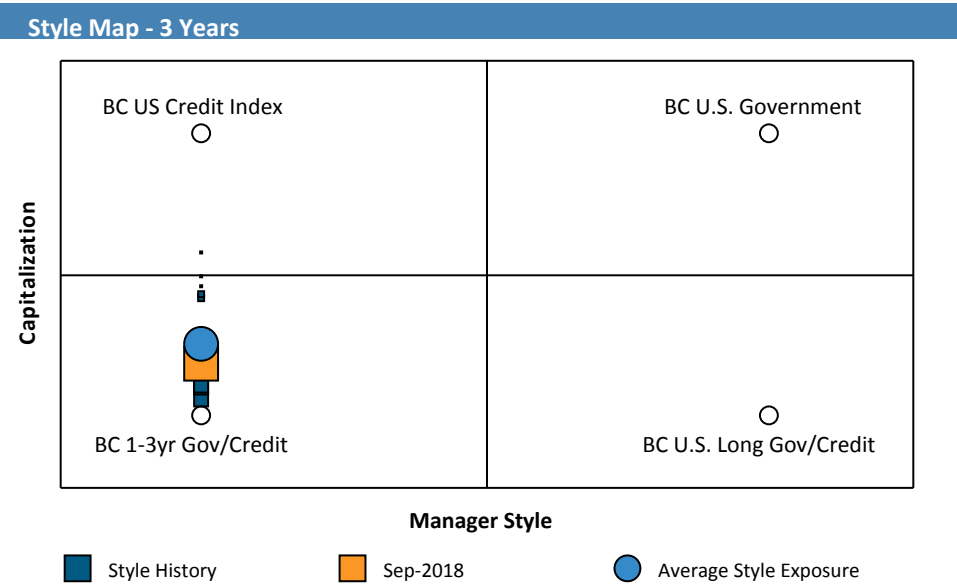 Style Map - 3 Years
BC US Credit Index
BC U.S. Government
Capitalization
BC 1-3yr Gov/Credit
BC U.S. Long Gov/Credit
Manager Style
Style History
Sep-2018
Average Style Exposure